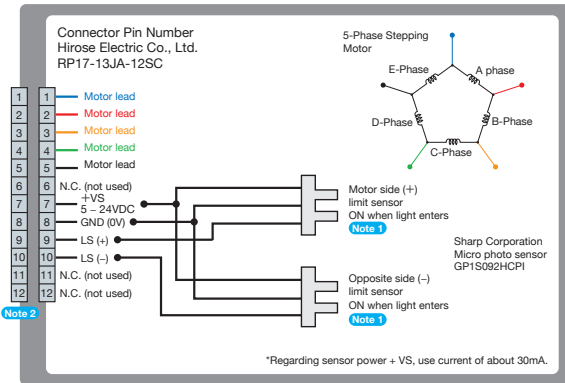 Connector Pin Number
Hirose Electric Co., Ltd.
RP17-13JA-12SC
5-Phase Stepping
Motor
E-Phase
A phase
D-Phase
B-Phase
C-Phase
1 1 Motor lead
2 2 Motor lead
3 3 Motor lead
4 4 Motor lead
5 5 Motor lead
6 6 N.C. (not used)
7 7 +VS
5 – 24VDC
8 8 GND (0V)
9 9 LS (+)
10 10 LS (–)
11 11 N.C. (not used)
12 12 N.C. (not used)
Note 2
Motor side (+)
limit sensor
ON when light enters
Note 1
Sharp Corporation
Micro photo sensor
GP1S092HCPI
Opposite side (–)
limit sensor
ON when light enters
Note 1
*Regarding sensor power + VS, use current of about 30mA.